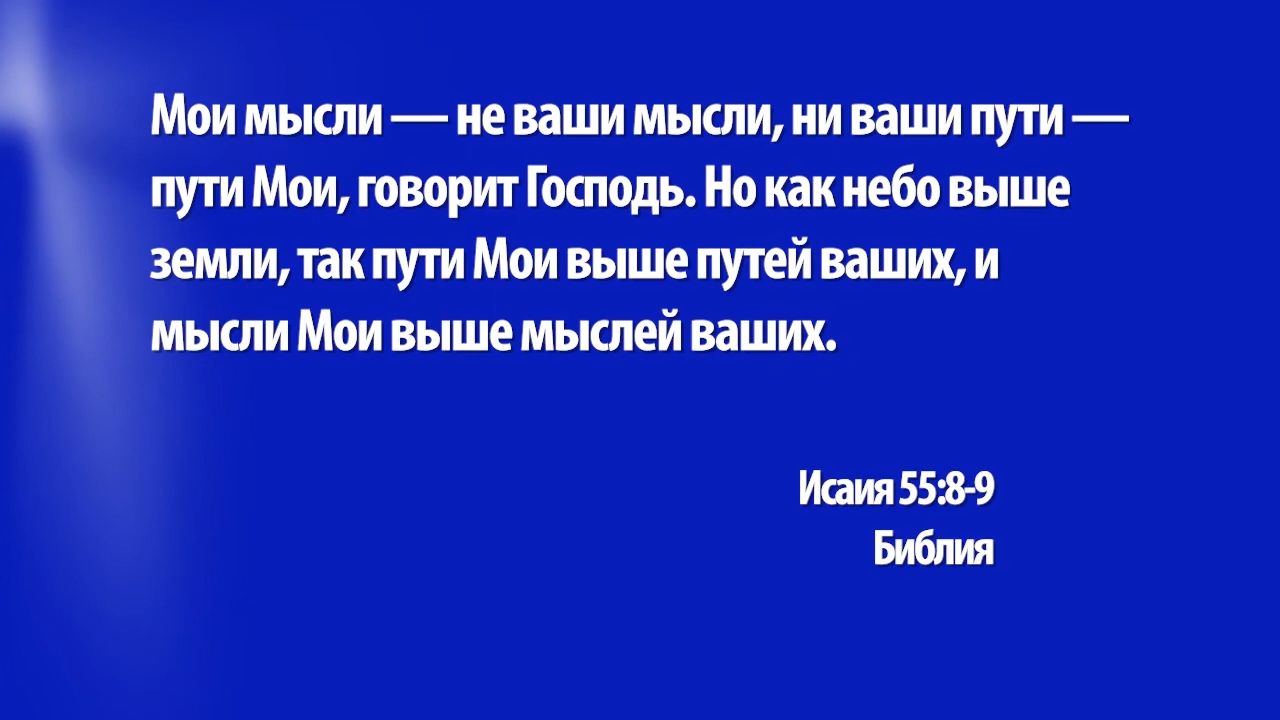 Мои мысли — не ваши мысли, ни ваши пути —
пути Мои, говорит Господь. Но как небо выше
земли, так пути Мои выше путей ваших, и
мысли Мои выше мыслей ваших.
Исаия 55:8-9
Библия